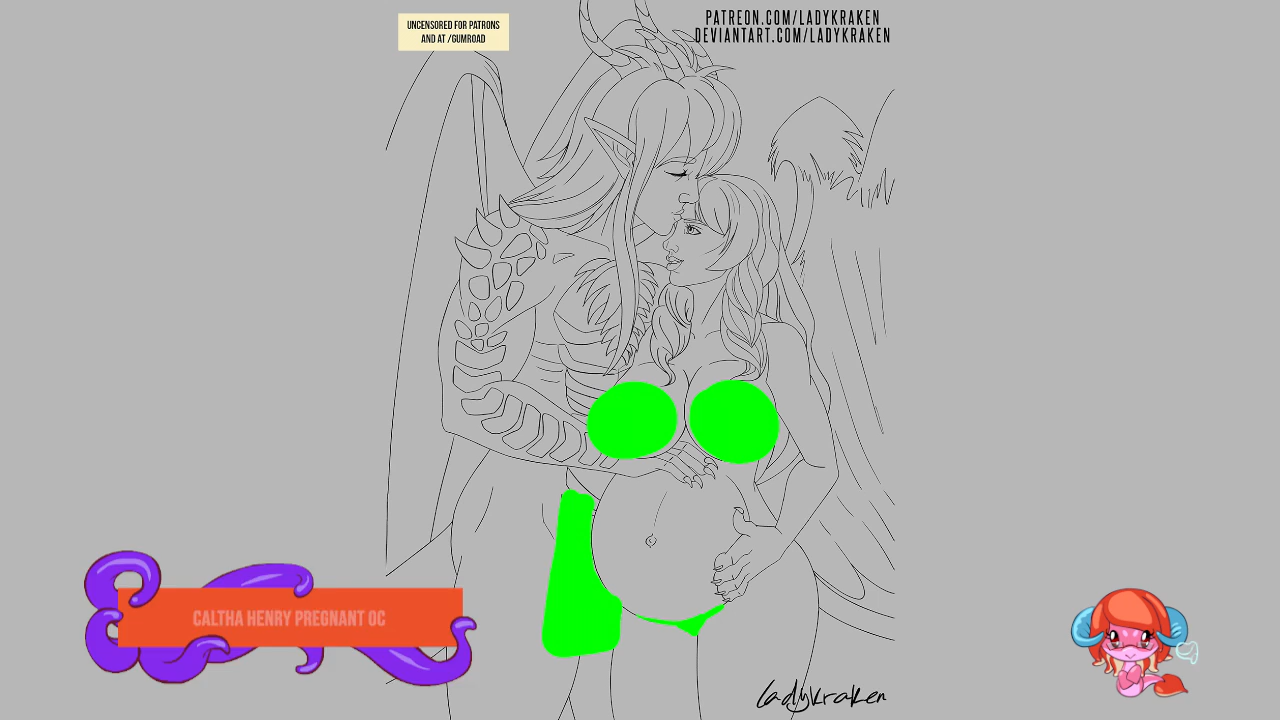 UNCENSORED FOR PATRONS
AND AT /GUMROAD
PATREON.COM/LADYKRAKEN
DEVIANTART.COM/LADYKRAKEN
CALTHA HENRY PREGNANT OC
ladykraken